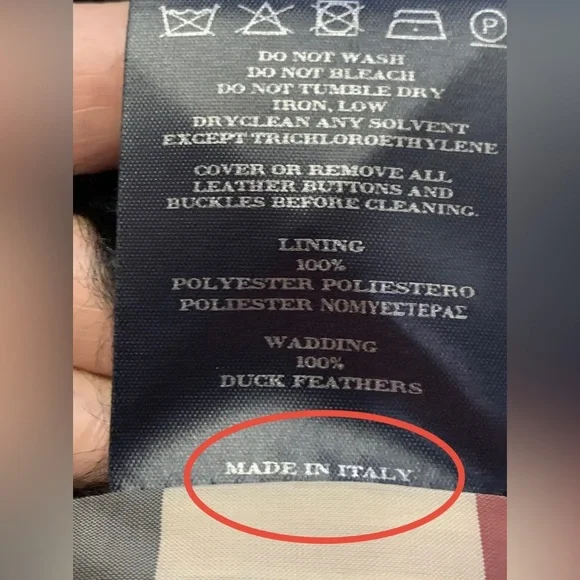 P
DO NOT WASH
DO NOT BLEACH
DO NOT TUMBLE DRY
IRON, LOW
DRYCLEAN ANY SOLVENT
EXCEPT TRICHLOROETHYLENE
COVER OR REMOVE ALL
LEATHER BUTTONS AND
BUCKLES BEFORE CLEANING.
LINING
100%
POLYESTER POLIESTERO
POLIESTER ΝΟΜΥΕΣΤΕΡΑΣ
WADDING
100%
DUCK FEATHERS
MADE IN ITALY